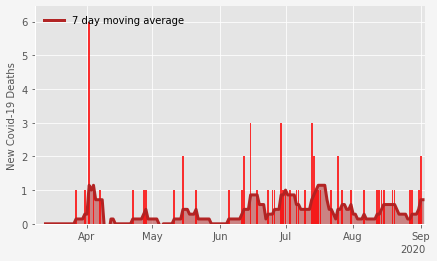 7 day moving average
New Covid-19 Deaths
6
5
4
3
2
1
0
Apr
May
Jun
Jul
Aug
Sep
2020